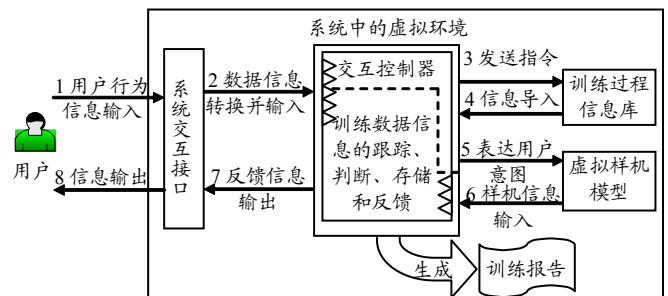 系统中的虚拟环境
1 用户行为
信息输入
用户
8 信息输出
系统交互接口
2 数据信息
转换并输入
7 反馈信息
输出
交互控制器
训练数据信
息的跟踪、
判断、存储
和反馈
3 发送指令
4 信息导入
训练过程
信息库
5 表达用户
意图
6 样机信息
输入
虚拟样机
模型
生成
训练报告